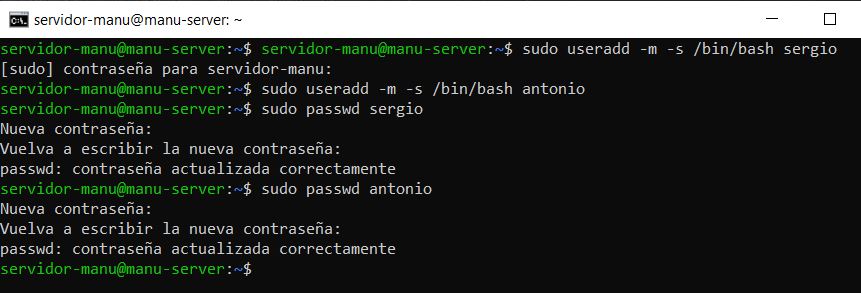 servidor-manu@manu-server: ~
servidor-manu@manu-server:~$ servidor-manu@manu-server:~$ sudo useradd -m -s /bin/bash sergio
[sudo] contraseña para servidor-manu:
servidor-manu@manu-server:~$ sudo useradd -m -s /bin/bash antonio
servidor-manu@manu-server:~$ sudo passwd sergio
Nueva contraseña:
Vuelva a escribir la nueva contraseña:
passwd: contraseña actualizada correctamente
servidor-manu@manu-server:~$ sudo passwd antonio
Nueva contraseña:
Vuelva a escribir la nueva contraseña:
passwd: contraseña actualizada correctamente
servidor-manu@manu-server:~$